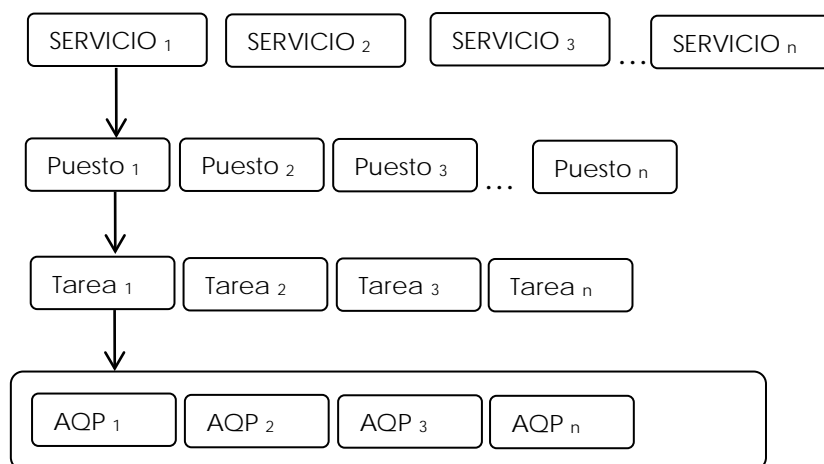 SERVICIO 1 SERVICIO 2 SERVICIO 3 ... SERVICIO n
Puesto 1 Puesto 2 Puesto 3 ... Puesto n
Tarea 1 Tarea 2 Tarea 3 Tarea n
AQP 1 AQP 2 AQP 3 AQP n